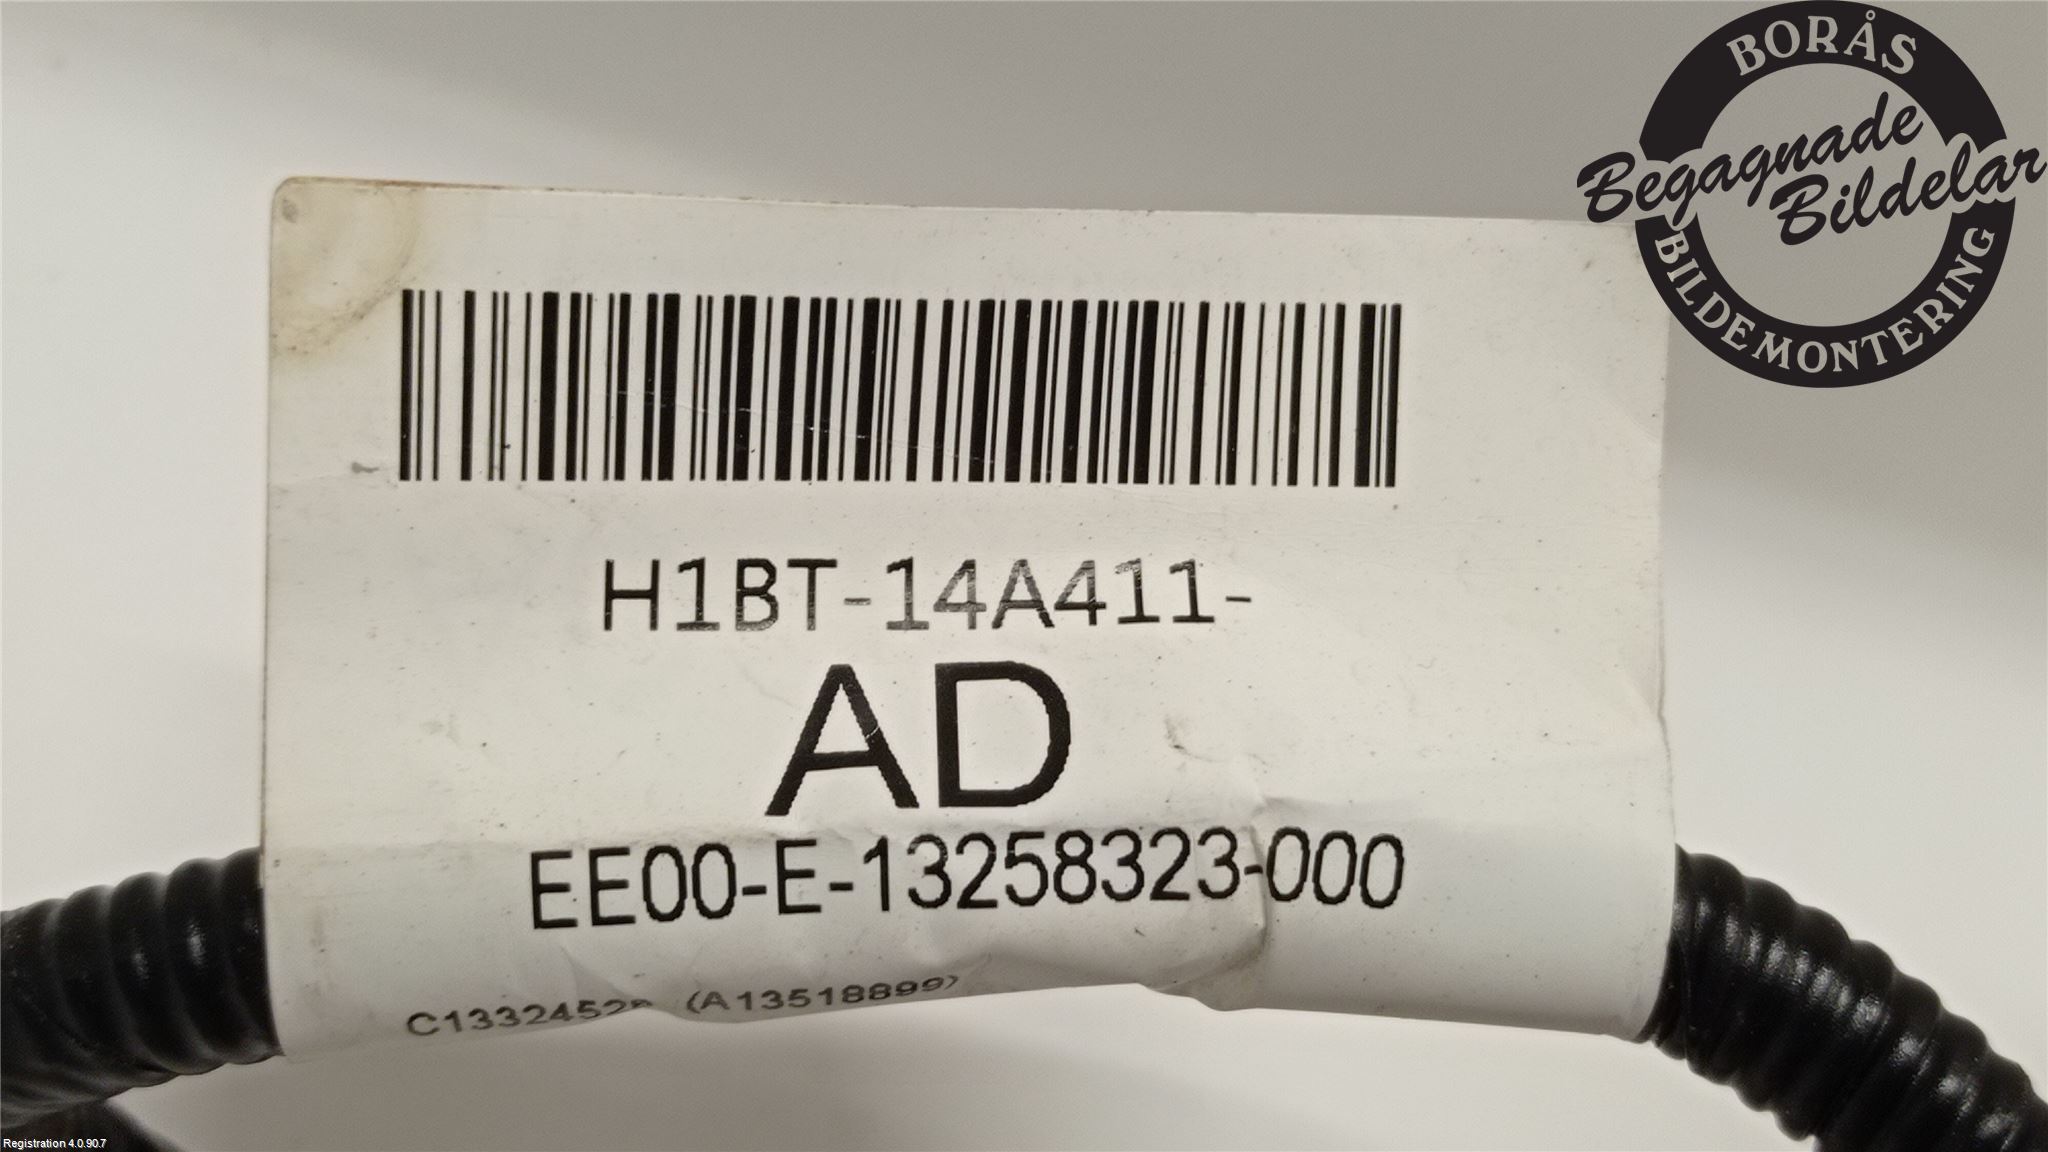 BORÅS
Begagnade
Bildelar
BILDEMONTERING
H1BT-14A411-
AD
EE00-E-13258323-000
(A13518899)
Registration 4.0.90.7